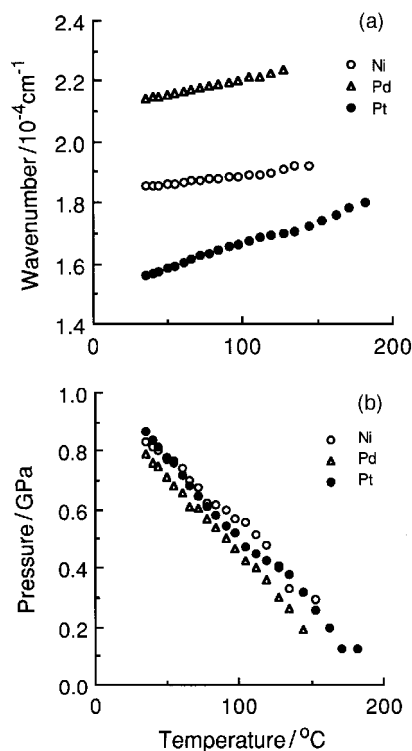 (a)
Ni
Pd
Pt
Wavenumber / 10⁻⁴cm⁻¹
2.4
2.2
2.0
1.8
1.6
1.4
0
100
200
(b)
Ni
Pd
Pt
Pressure / GPa
1.0
0.8
0.6
0.4
0.2
0.0
0
100
200
Temperature / °C